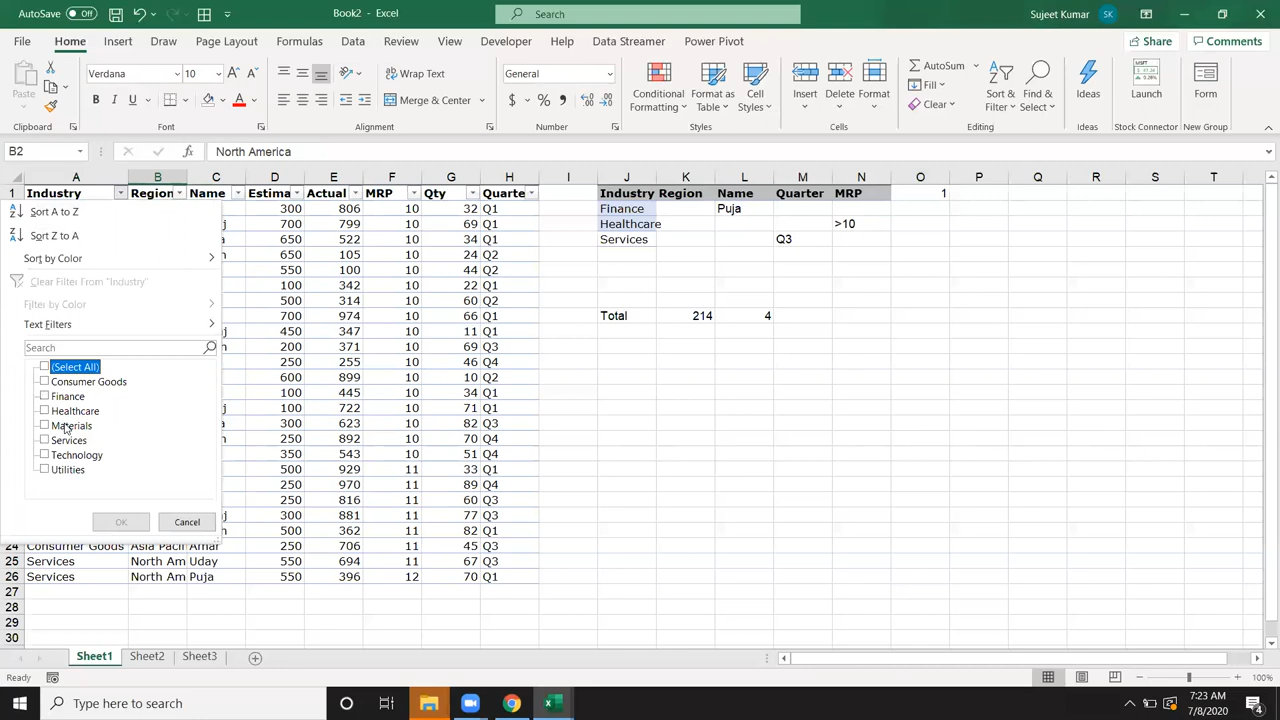 AutoSave Off Book2 - Excel Search Sujeet Kumar SK
File Home Insert Draw Page Layout Formulas Data Review View Developer Help Data Streamer Power Pivot Share Comments
Paste Verdana 10 Wrap Text General Conditional Formatting Format as Table Cell Styles Insert Delete Format AutoSum Fill Clear Sort & Filter Find & Select Ideas Launch Form
B I U A Merge & Center $ %
Clipboard Font Alignment Number Styles Cells Editing Ideas Stock Connector New Group
B2 fx North America
A B C D E F G H I J K L M N O P Q R S T
1 Industry Region Name Estima Actual MRP Qty Quarte Industry Region Name Quarter MRP 1
Sort A to Z 300 806 10 32 Q1 Finance Puja
700 799 10 69 Q1 Healthcare >10
Sort Z to A 650 522 10 34 Q1 Services Q3
Sort by Color 650 105 10 24 Q2
550 100 10 44 Q2
Clear Filter From "Industry" 100 342 10 22 Q1
Filter by Color 500 314 10 60 Q2
Text Filters 700 974 10 66 Q1 Total 214 4
450 347 10 11 Q1
Search 200 371 10 69 Q3
(Select All) 250 255 10 46 Q3
Consumer Goods 600 899 10 10 Q2
Finance 100 445 10 34 Q1
Healthcare 100 722 10 71 Q1
Materials 300 623 10 82 Q3
Services 250 892 10 70 Q4
Technology 350 543 10 51 Q4
Utilities 500 929 11 33 Q1
250 970 11 89 Q4
250 816 11 60 Q3
300 881 11 77 Q3
OK Cancel 500 362 11 82 Q1
24 Consumer Goods Asia Pacif Amar 250 706 11 45 Q3
25 Services North Am Uday 550 694 11 67 Q3
26 Services North Am Puja 550 396 12 70 Q1
27
28
29
30
Sheet1 Sheet2 Sheet3
Ready 100%
Type here to search 7:23 AM
7/8/2020